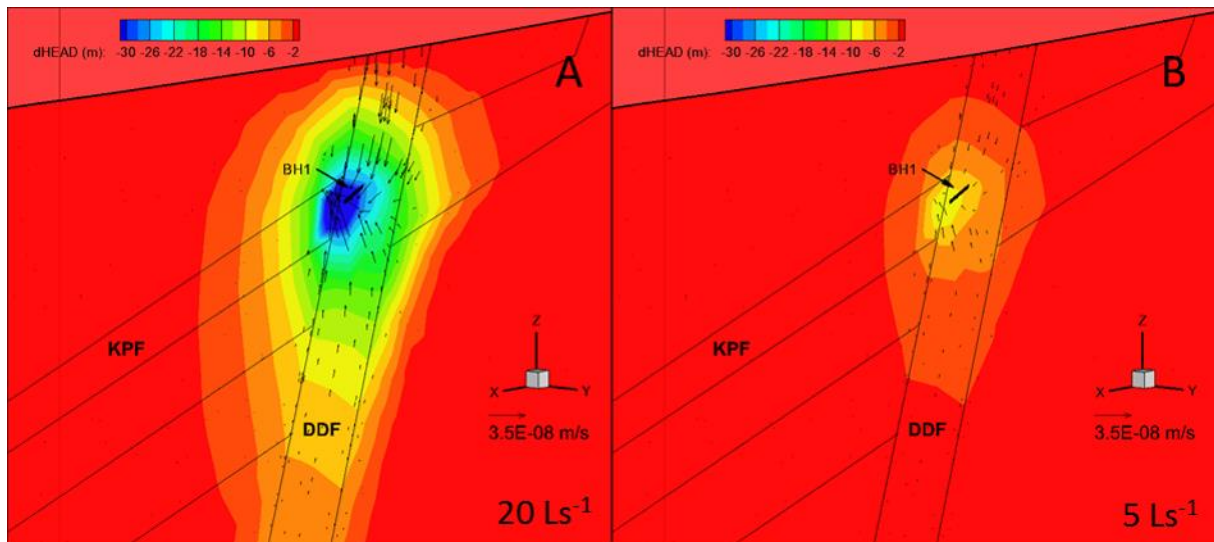 dHEAD (m): -30 -26 -22 -18 -14 -10 -6 -2
A
BH1
KPF
DDF
Z
X
Y
3.5E-08 m/s
20 Ls⁻¹
dHEAD (m): -30 -26 -22 -18 -14 -10 -6 -2
B
BH1
KPF
DDF
Z
X
Y
3.5E-08 m/s
5 Ls⁻¹